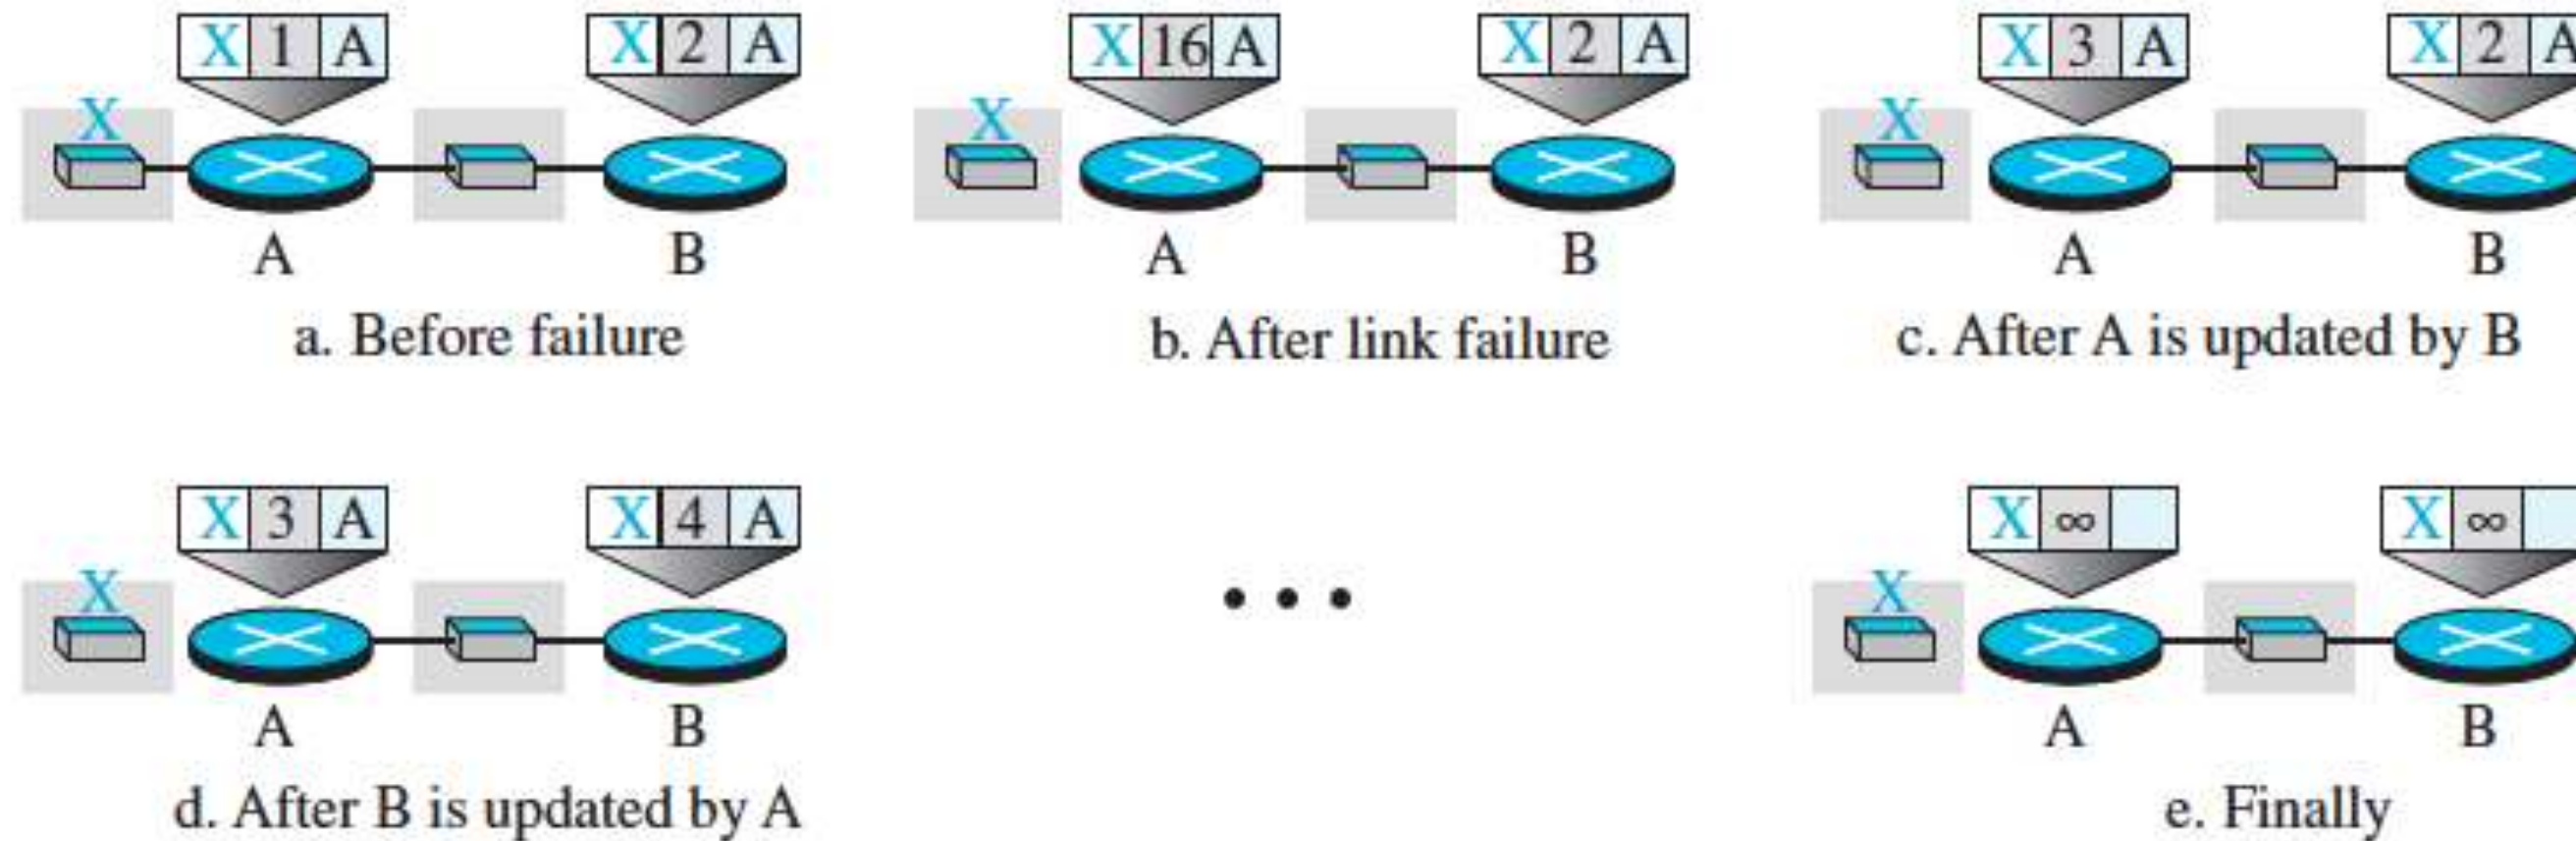 X 1 A
X 2 A
X
A
B
a. Before failure
X 16 A
X 2 A
X
A
B
b. After link failure
X 3 A
X 2 A
X
A
B
c. After A is updated by B
X 3 A
X 4 A
X
A
B
d. After B is updated by A
• • •
X ∞
X ∞
X
A
B
e. Finally